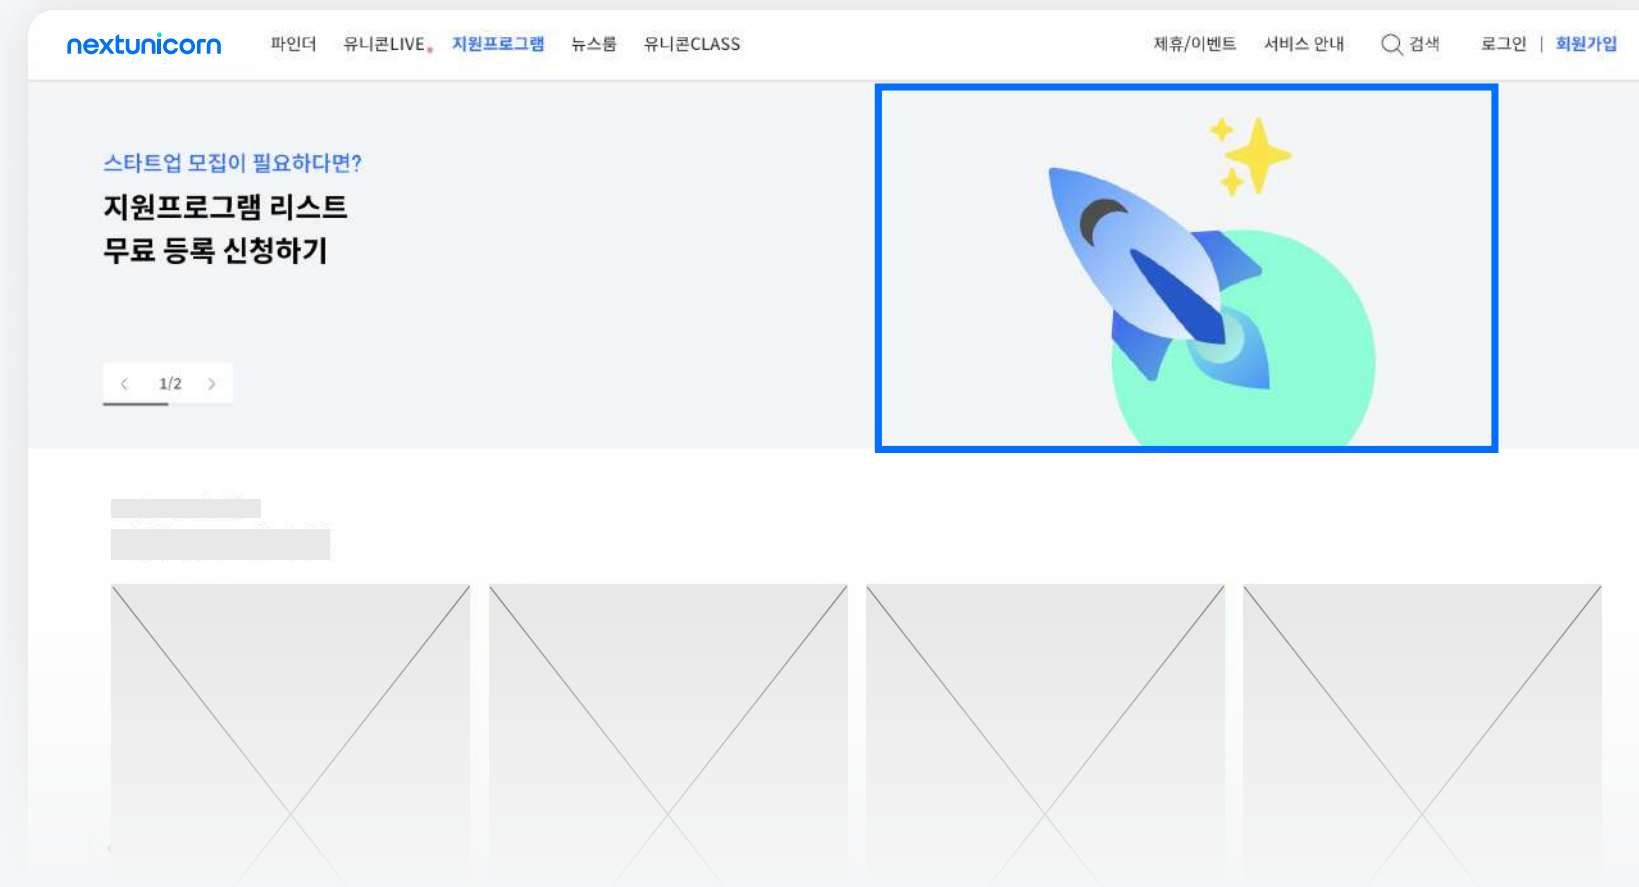 nextunicorn 파인더 유니콘LIVE 지원프로그램 뉴스룸 유니콘CLASS 제휴/이벤트 서비스 안내 검색 로그인 | 회원가입
스타트업 모집이 필요하다면?
지원프로그램 리스트
무료 등록 신청하기
< 1/2 >